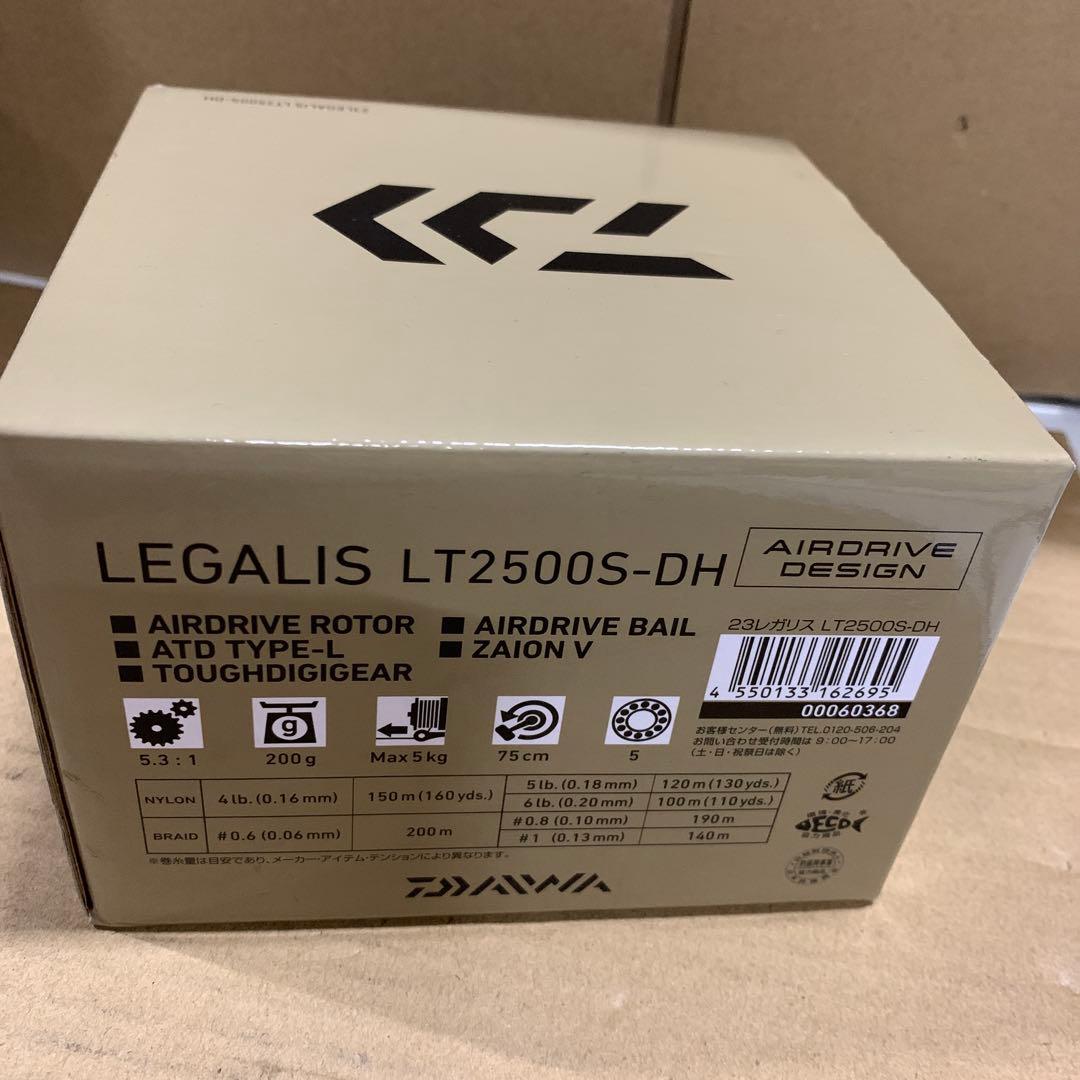 23LEGALIS LT2500S-DH
LEGALIS LT2500S-DH
AIRDRIVE
DESIGN
■ AIRDRIVE ROTOR ■ AIRDRIVE BAIL
■ ATD TYPE-L ■ ZAION V
■ TOUGHDIGIGEAR
23レガリス LT2500S-DH
4 550133 162695
00060368
お客様センター(無料)TEL.0120-506-204
お問い合わせ受付時間は 9:00〜17:00
(土・日・祝祭日は除く)
g
5.3 : 1 200g Max 5kg 75cm 5
NYLON 4lb.(0.16mm) 150m(160yds.) 5lb.(0.18mm) 120m(130yds.)
6lb.(0.20mm) 100m(110yds.)
BRAID #0.6(0.06mm) 200m #0.8(0.10mm) 190m
#1 (0.13mm) 140m
※巻糸量は目安であり、メーカー・アイテム・テンションにより異なります。
紙
ECO
DAIWA